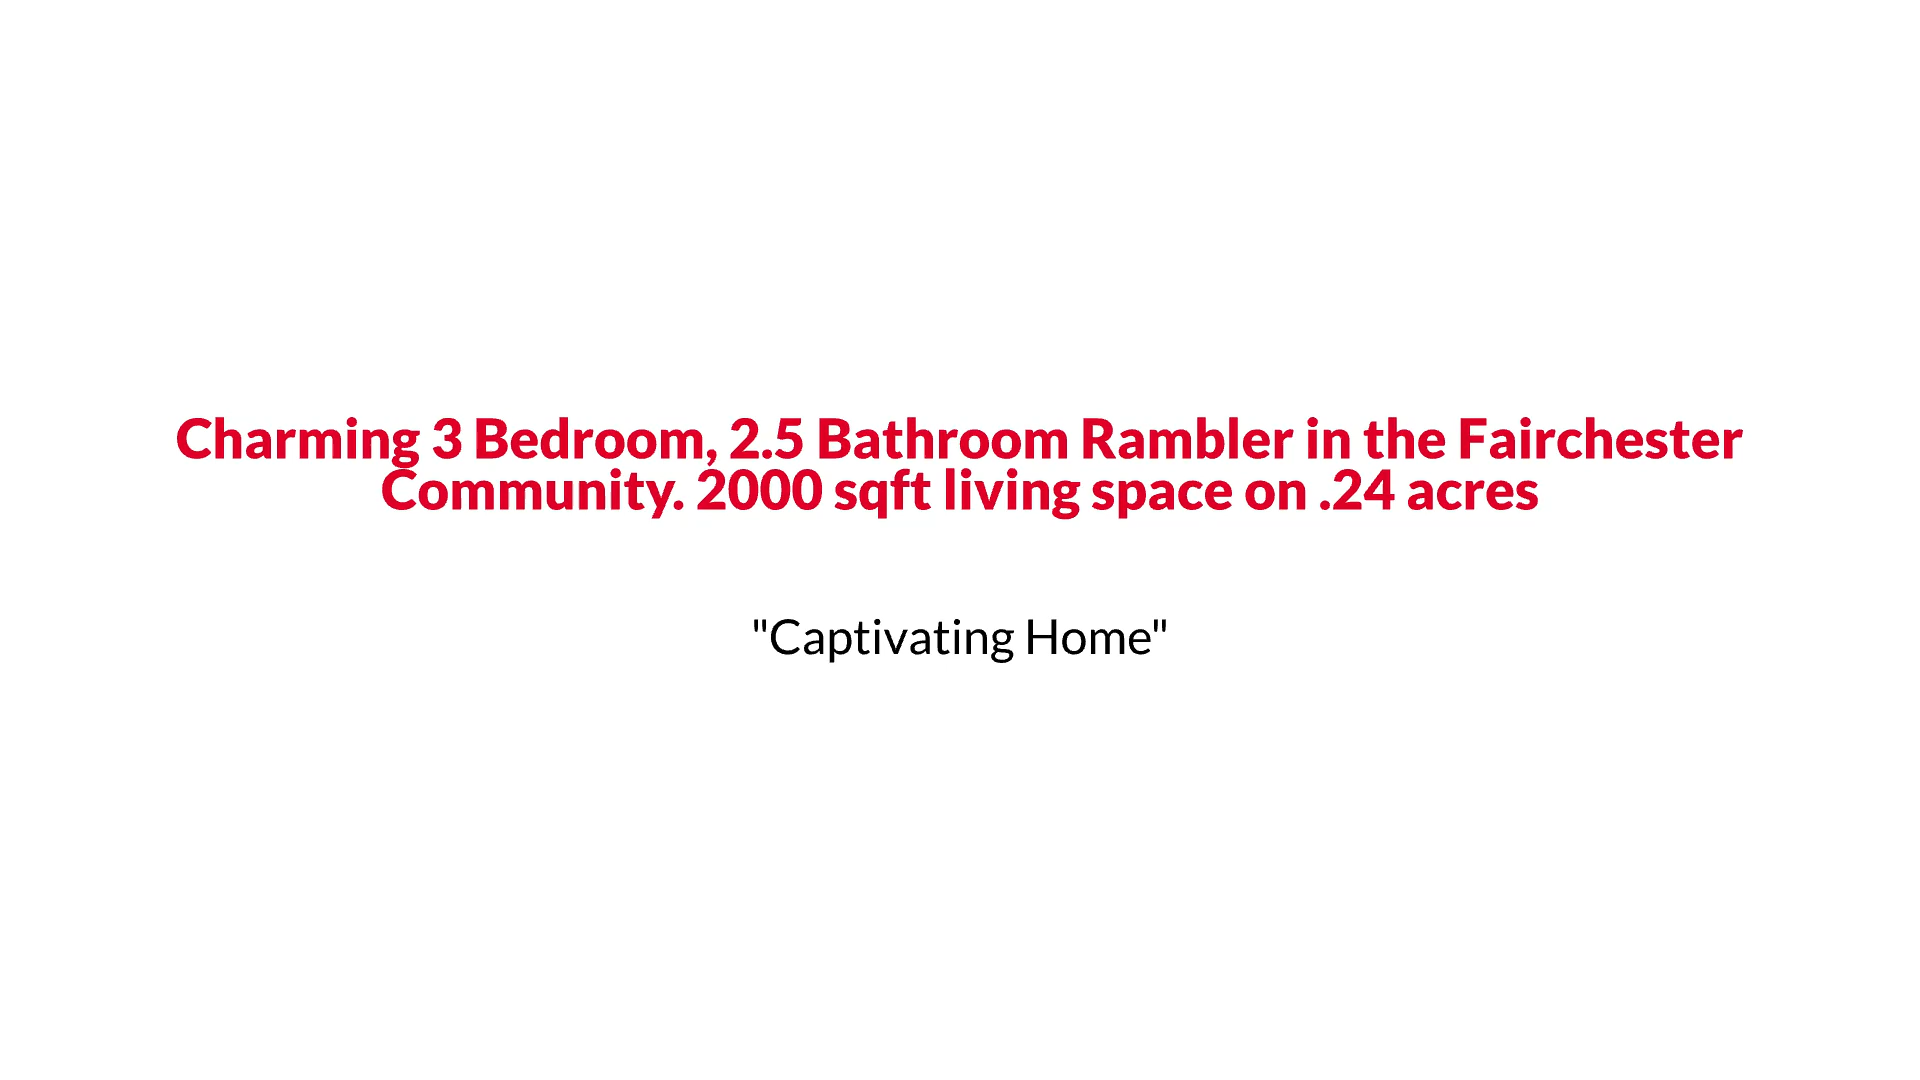 Charming 3 Bedroom, 2.5 Bathroom Rambler in the Fairchester
Community. 2000 sqft living space on .24 acres
"Captivating Home"